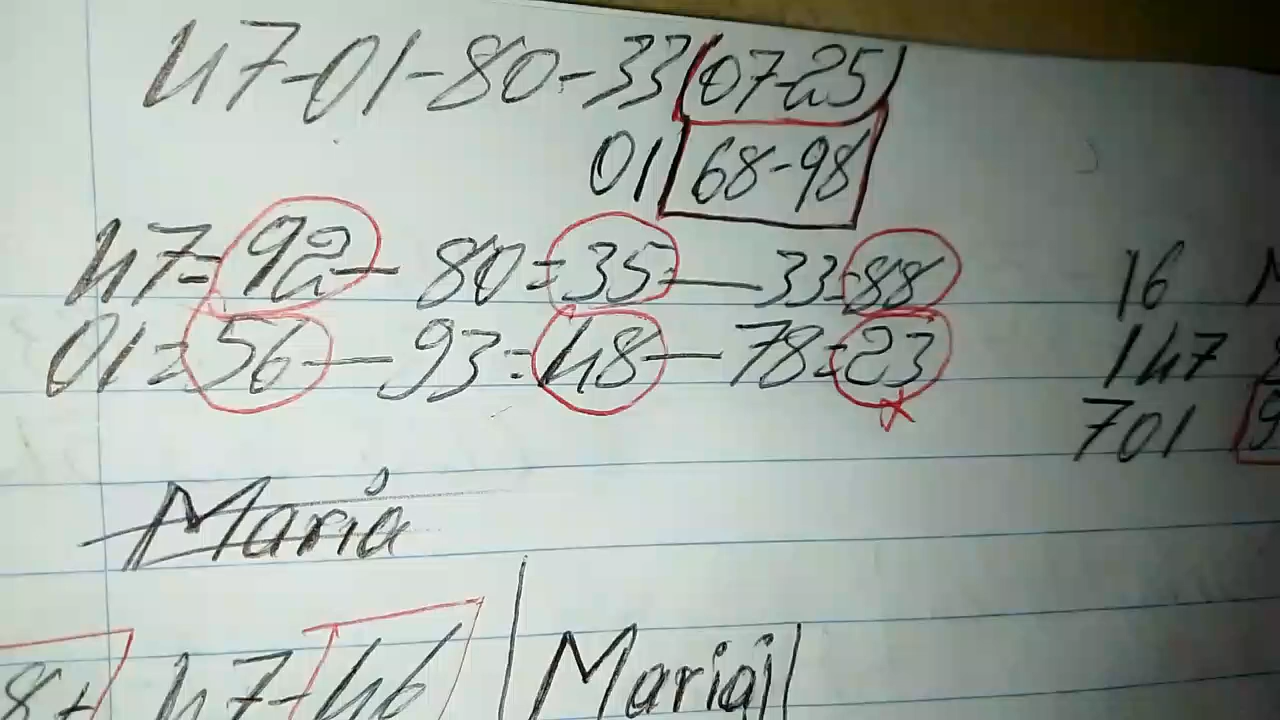 47-01-80-33(07-25)
01 68-98
47=92- 80=35- 33=88
01=56-93=48-78=23
16
147
701
Maria
47-46
Maria